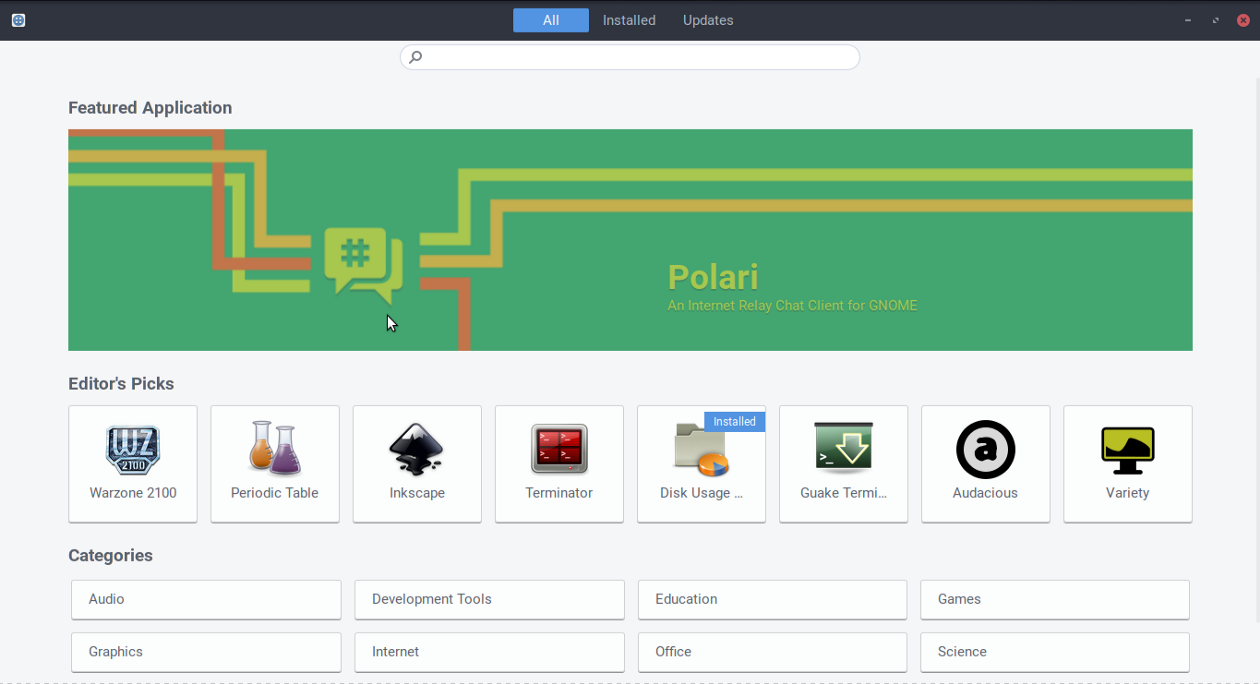 All
Installed
Updates
Featured Application
#
Polari
An Internet Relay Chat Client for GNOME
Editor's Picks
WZ
2100
Warzone 2100
Periodic Table
Inkscape
>_ >_
>_ >_
Terminator
Installed
Disk Usage ...
>_
Guake Termi...
a
Audacious
Variety
Categories
Audio
Development Tools
Education
Games
Graphics
Internet
Office
Science